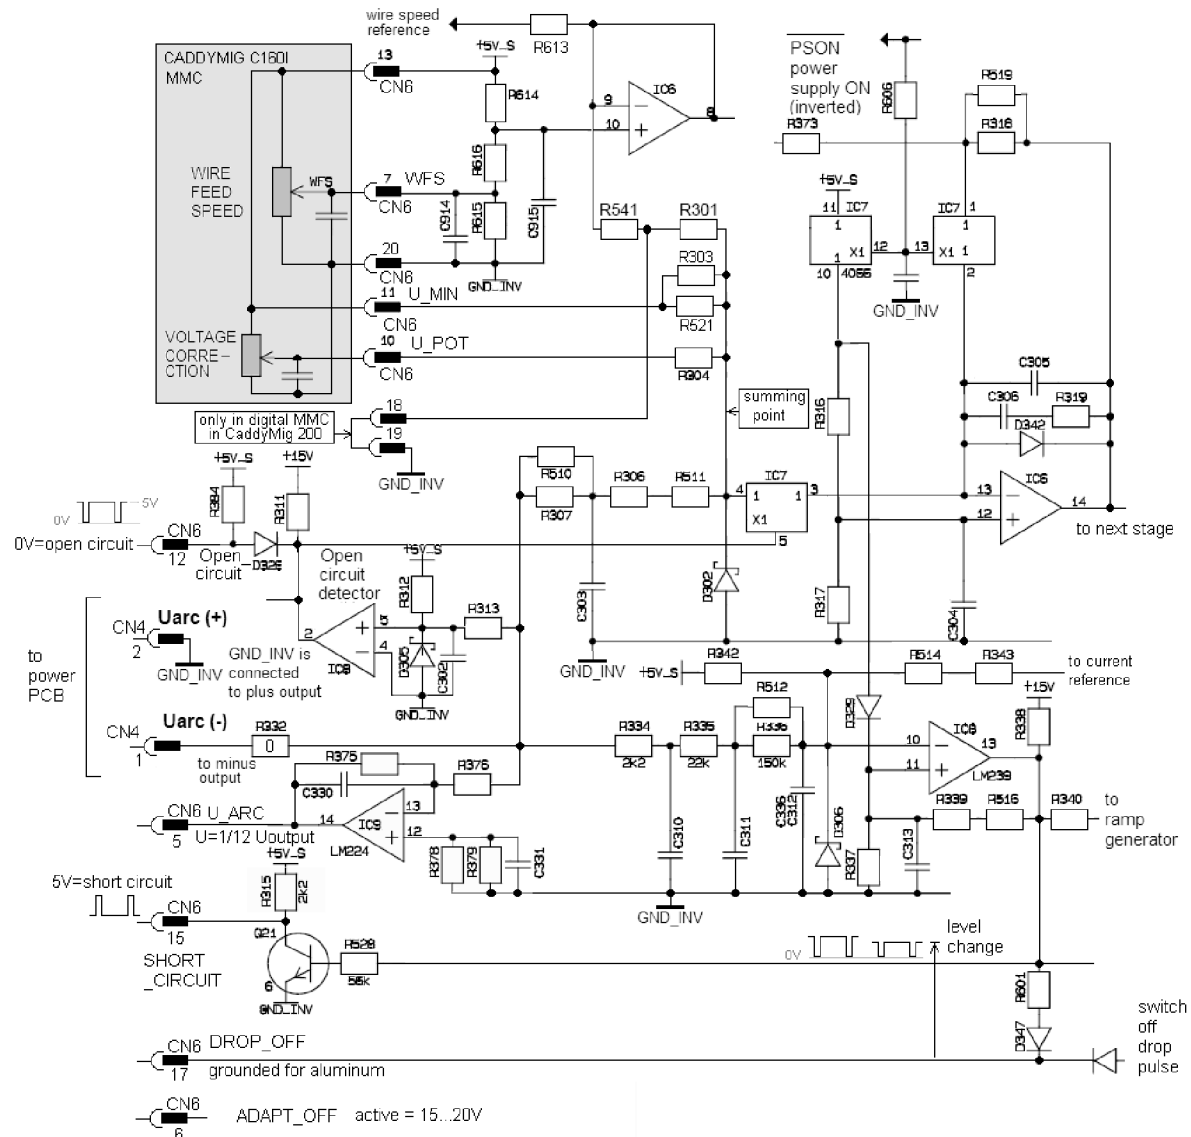 wire speed
reference
R613
CADDYMIG C160I
MMC
13
CN6
+5V_S
R614
IC6
9
10
8
PSON
power
supply ON
(inverted)
R606
R519
R318
R373
WIRE
FEED
SPEED
WFS
7
WFS
CN6
R616
R615
C914
C915
20
CN6
GND_INV
R541
R301
R303
R521
R304
11
U_MIN
CN6
10
U_POT
CN6
VOLTAGE
CORRE-
CTION
+5V_S
11
IC7
1
X1
1
12
10
4066
13
IC7
1
1
X1
1
2
GND_INV
only in digital MMC
in CaddyMig 200
18
19
GND_INV
summing
point
R316
C305
C306
R319
D342
+5V_S
+15V
R384
R311
R510
R307
R306
R511
4
IC7
1
1
X1
3
5
13
12
IC6
14
to next stage
0V
5V
0V=open circuit
CN6
12
Open_
circuit
D325
Open
circuit
detector
+5V_S
R312
R313
C303
D302
R317
C304
Uarc (+)
CN4
2
GND_INV
2
5
4
IC8
D305
C302
GND_INV is
connected
to plus output
GND_INV
GND_INV
to
power
PCB
+5V_S
R342
R514
R343
to current
reference
+15V
Uarc (-)
CN4
1
R332
0
to minus
output
R334
2k2
R335
22k
R512
R336
150k
D329
10
11
IC8
13
LM239
R338
R375
C330
R376
CN6
U_ARC
5
U=1/12 Uoutput
14
IC9
13
12
LM224
R378
R379
C331
C310
C311
C336
C312
D306
R337
C313
R339
R516
R340
to
ramp
generator
+5V_S
R315
2k2
GND_INV
5V=short circuit
CN6
15
SHORT
_CIRCUIT
Q21
6
GND_INV
R528
56k
0V
level
change
R601
D347
switch
off
drop
pulse
CN6
DROP_OFF
17
grounded for aluminum
CN6
ADAPT_OFF
active = 15...20V
6